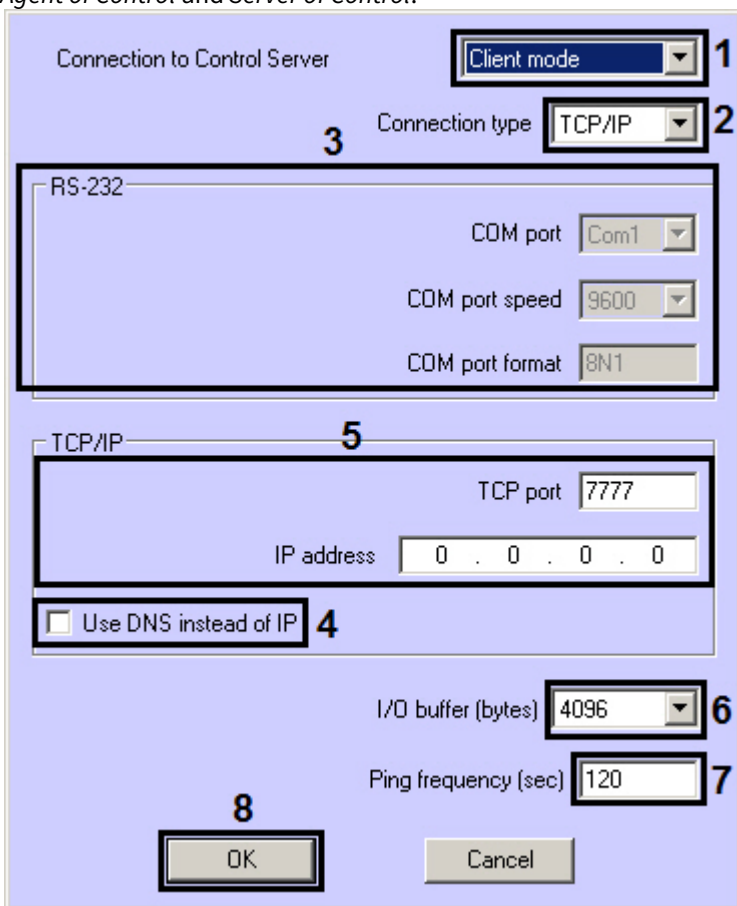 Agent of Control and Server of Control.
Connection to Control Server Client mode 1
Connection type TCP/IP 2
3
RS-232
COM port Com1
COM port speed 9600
COM port format 8N1
5
TCP/IP
TCP port 7777
IP address 0 . 0 . 0 . 0
Use DNS instead of IP 4
I/O buffer (bytes) 4096 6
Ping frequency (sec) 120 7
8
OK Cancel